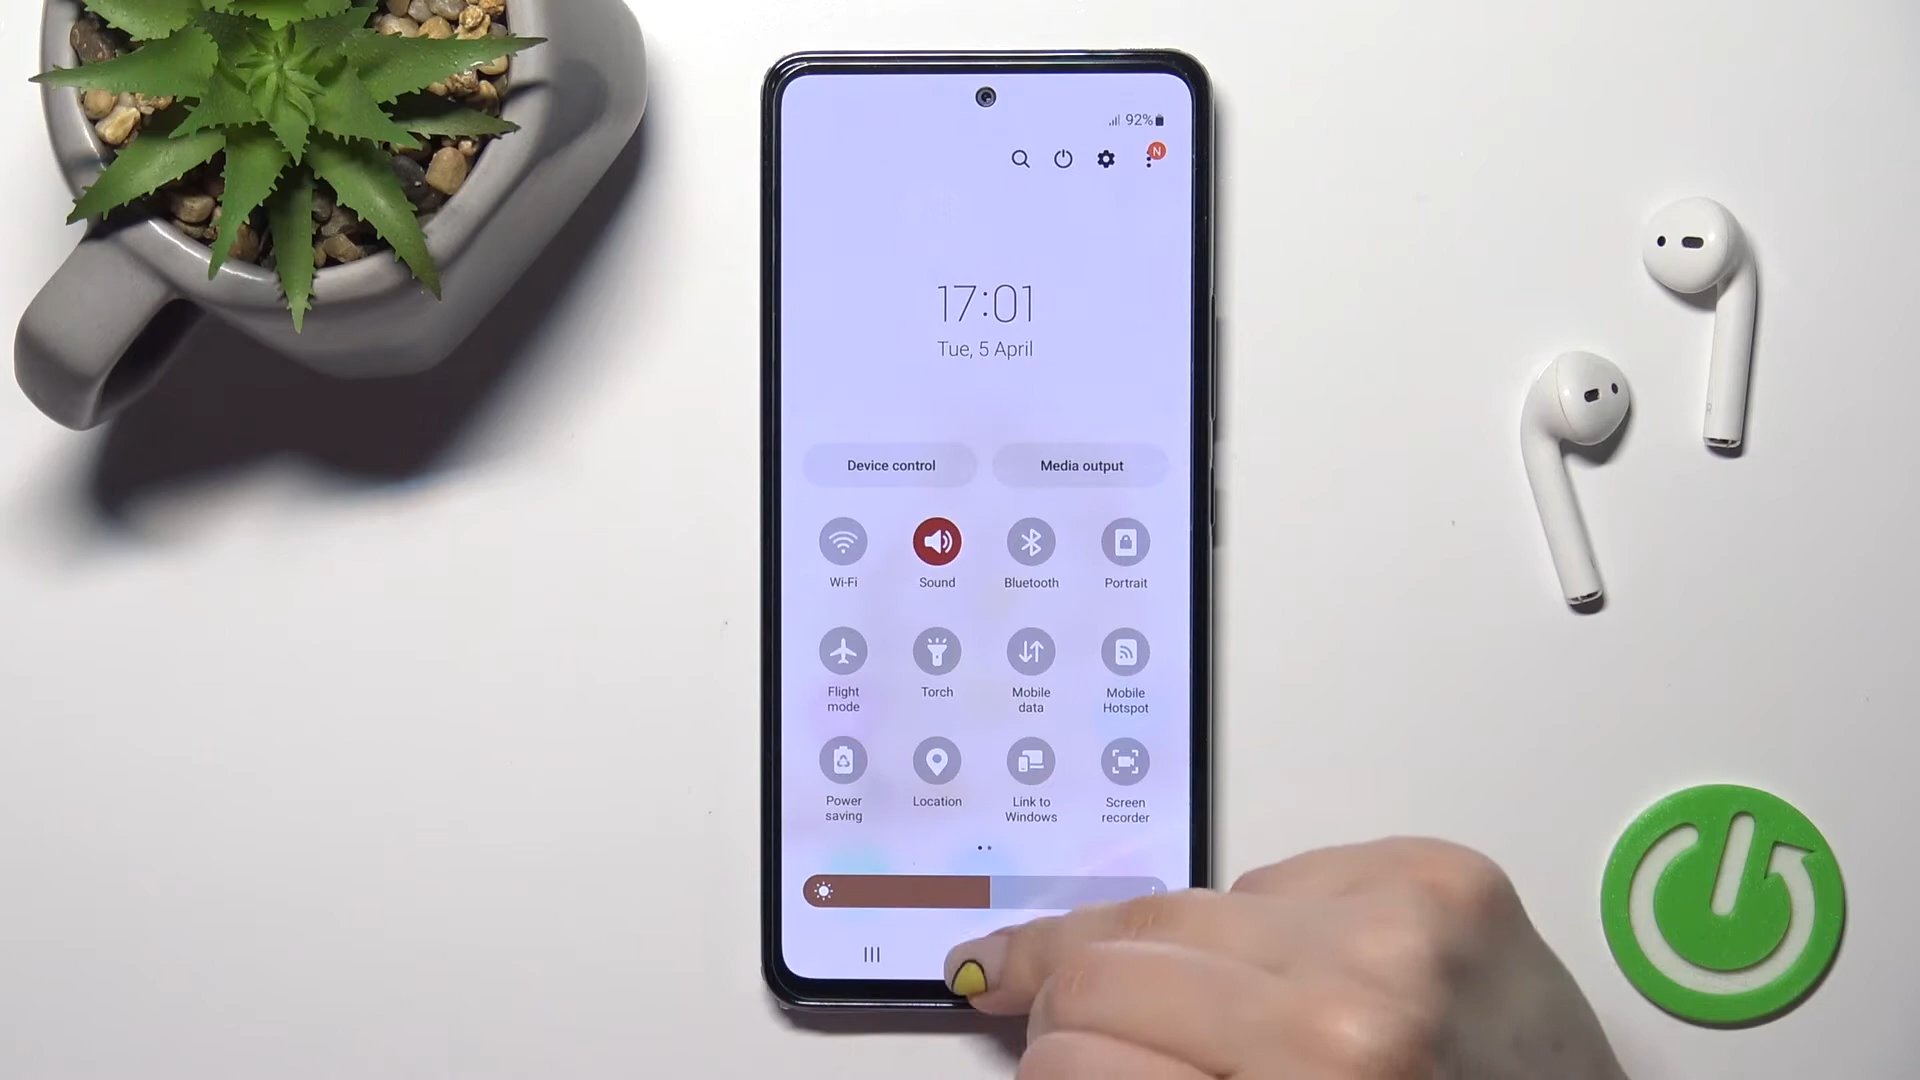 92%
N
17:01
Tue, 5 April
Device control Media output
Wi-Fi Sound Bluetooth Portrait
Flight mode Torch Mobile data Mobile Hotspot
Power saving Location Link to Windows Screen recorder
R